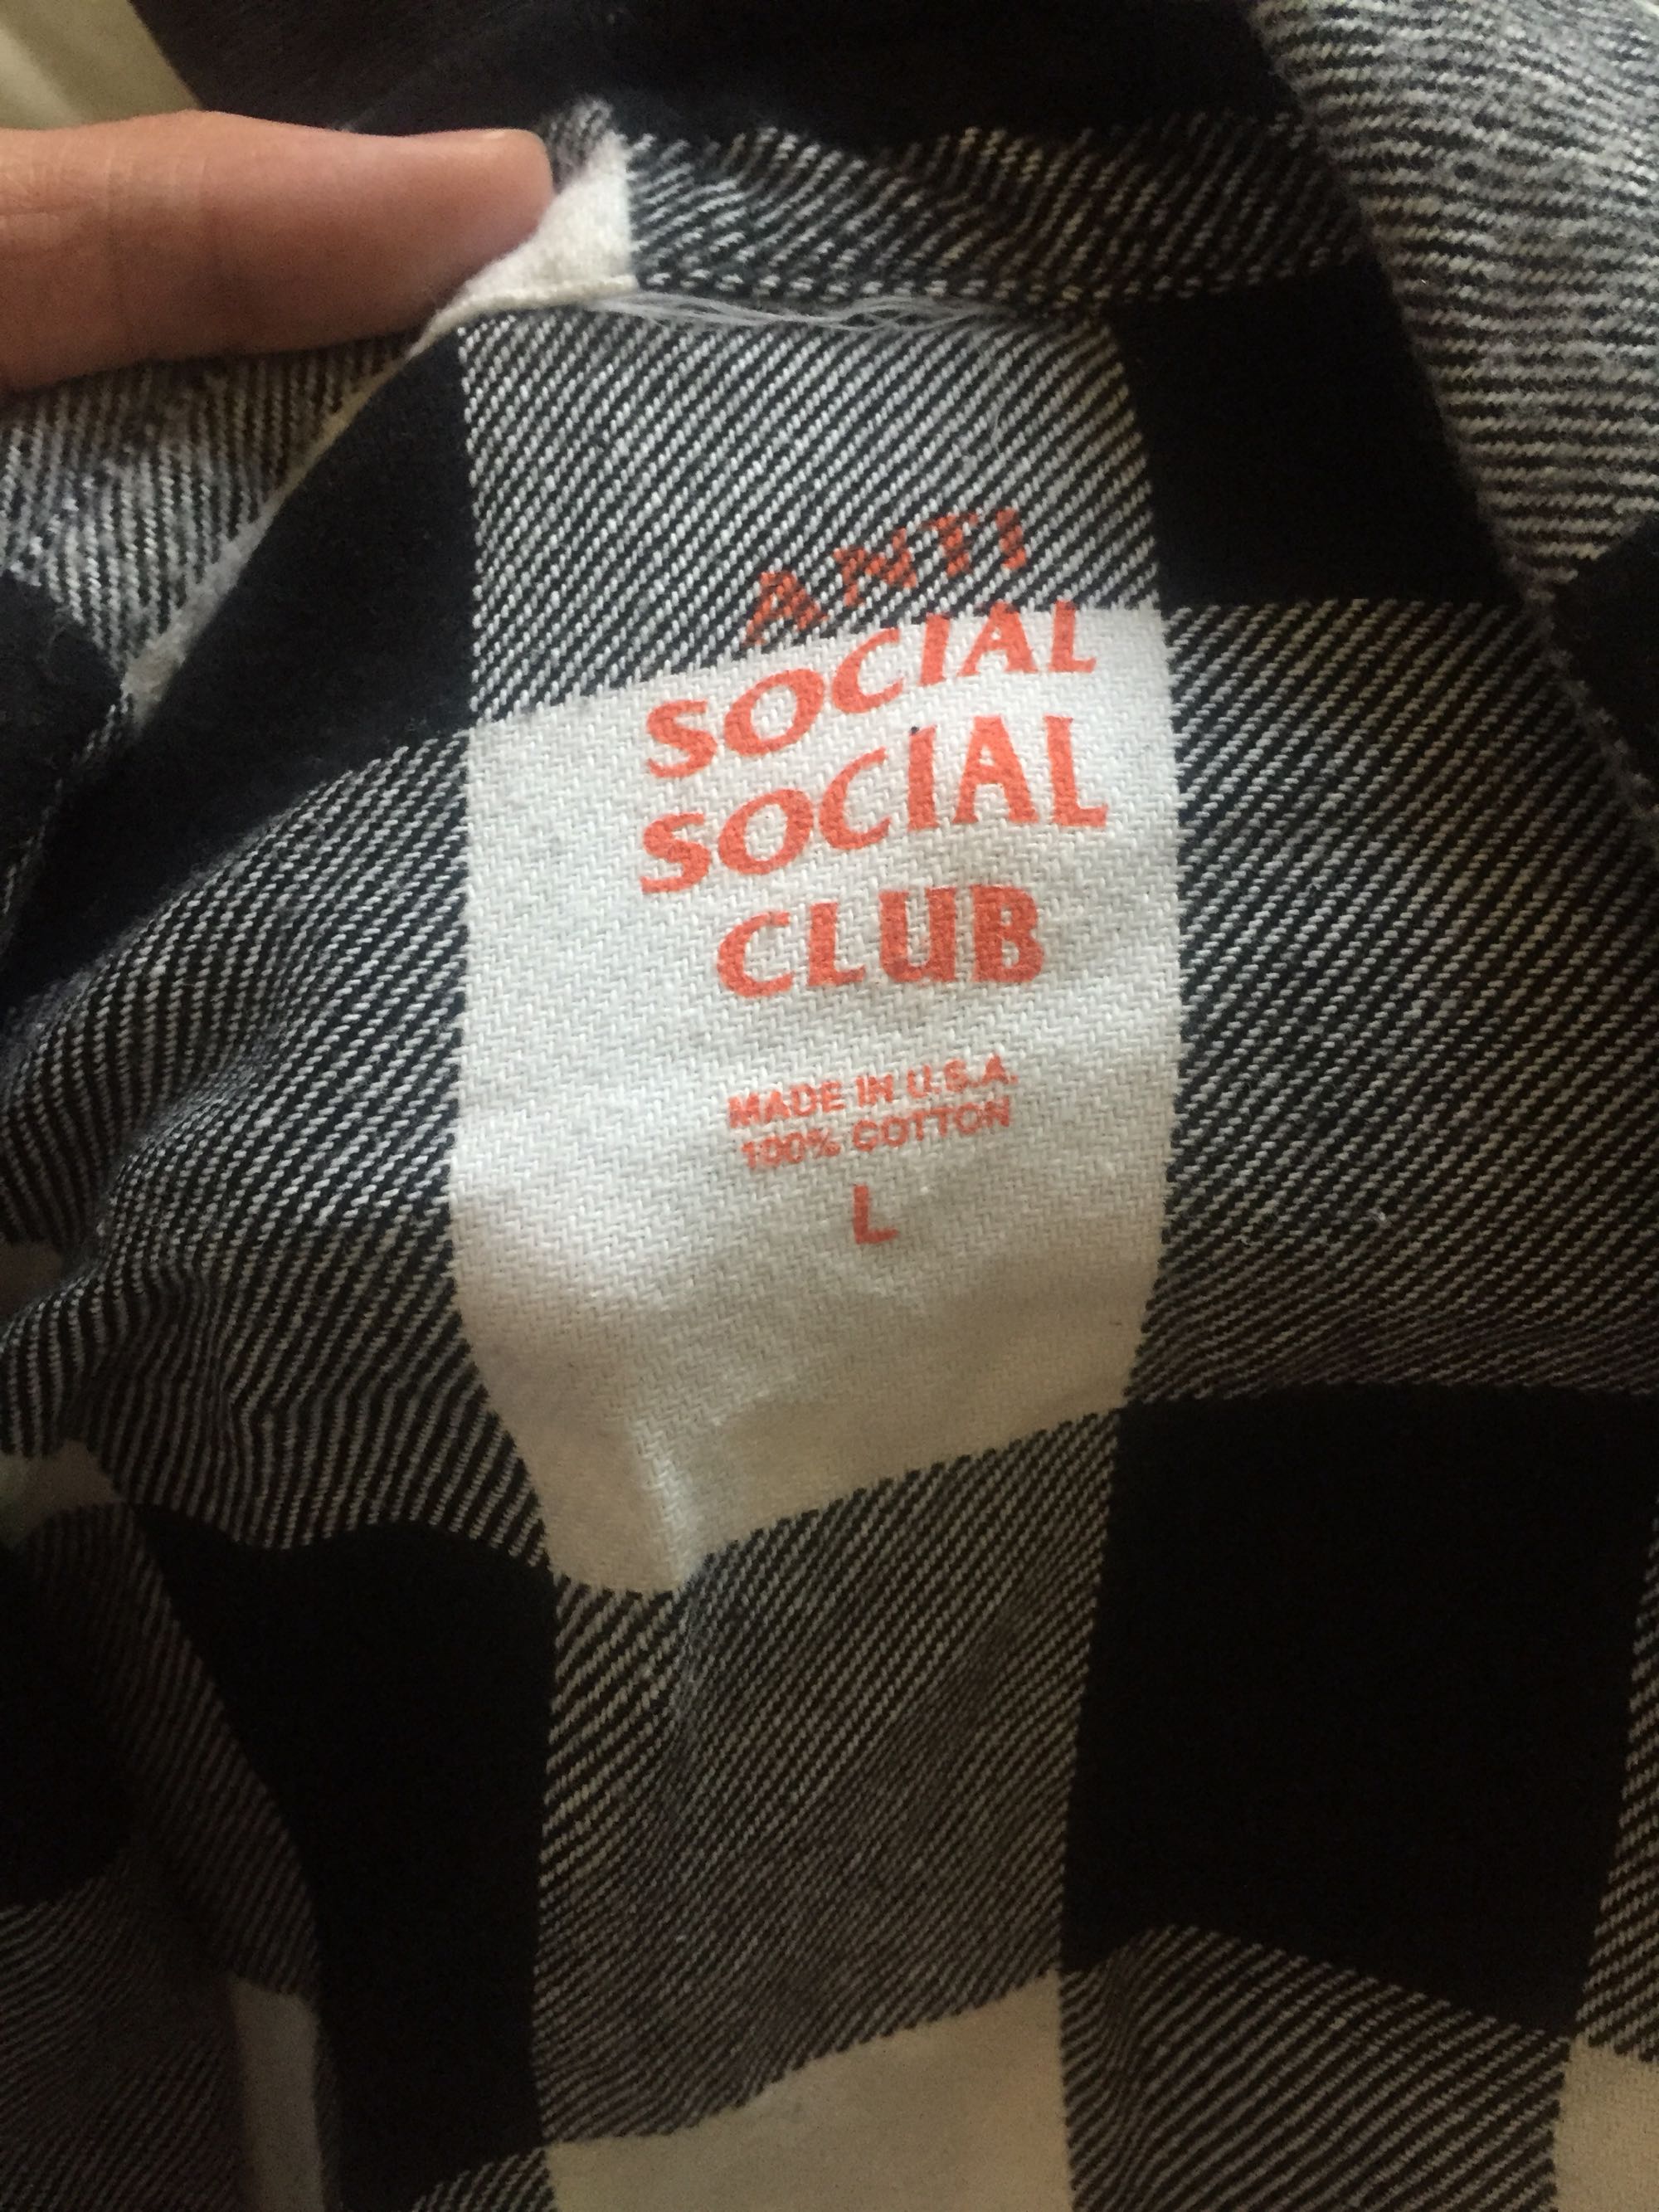 ANTI
SOCIAL
SOCIAL
CLUB
MADE IN U.S.A.
100% COTTON
L